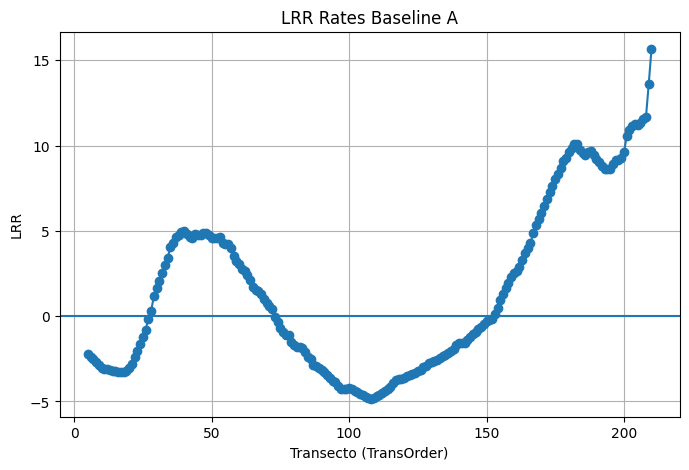 LRR Rates Baseline A
LRR
15
10
5
0
−5
0 50 100 150 200
Transecto (TransOrder)